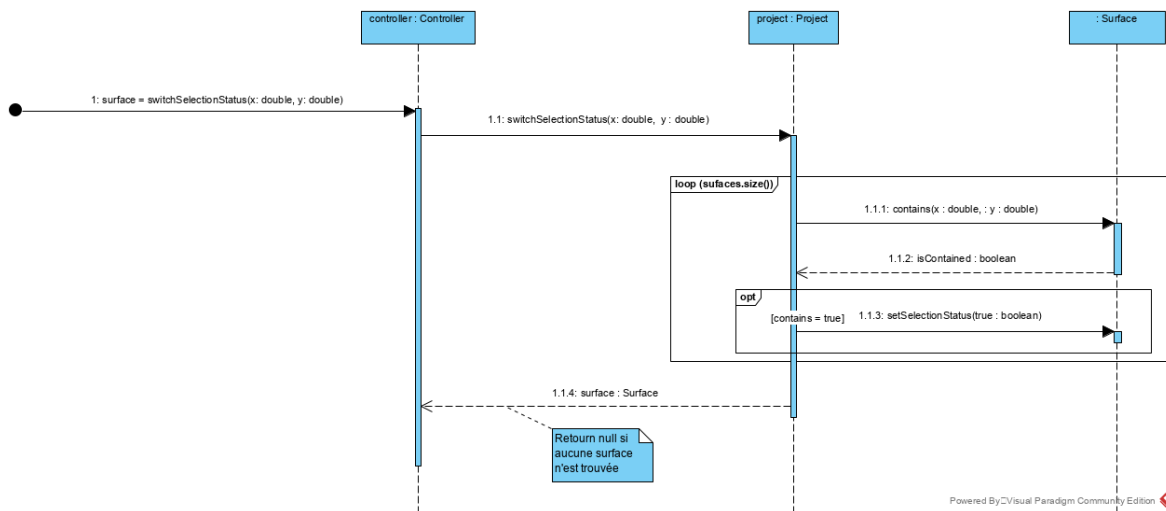 controller : Controller
project : Project
: Surface
1: surface = switchSelectionStatus(x: double, y: double)
1.1: switchSelectionStatus(x: double, y : double)
loop (sufaces.size())
1.1.1: contains(x : double, : y : double)
1.1.2: isContained : boolean
opt
[contains = true]
1.1.3: setSelectionStatus(true : boolean)
1.1.4: surface : Surface
Retourn null si
aucune surface
n'est trouvée
Powered By Visual Paradigm Community Edition